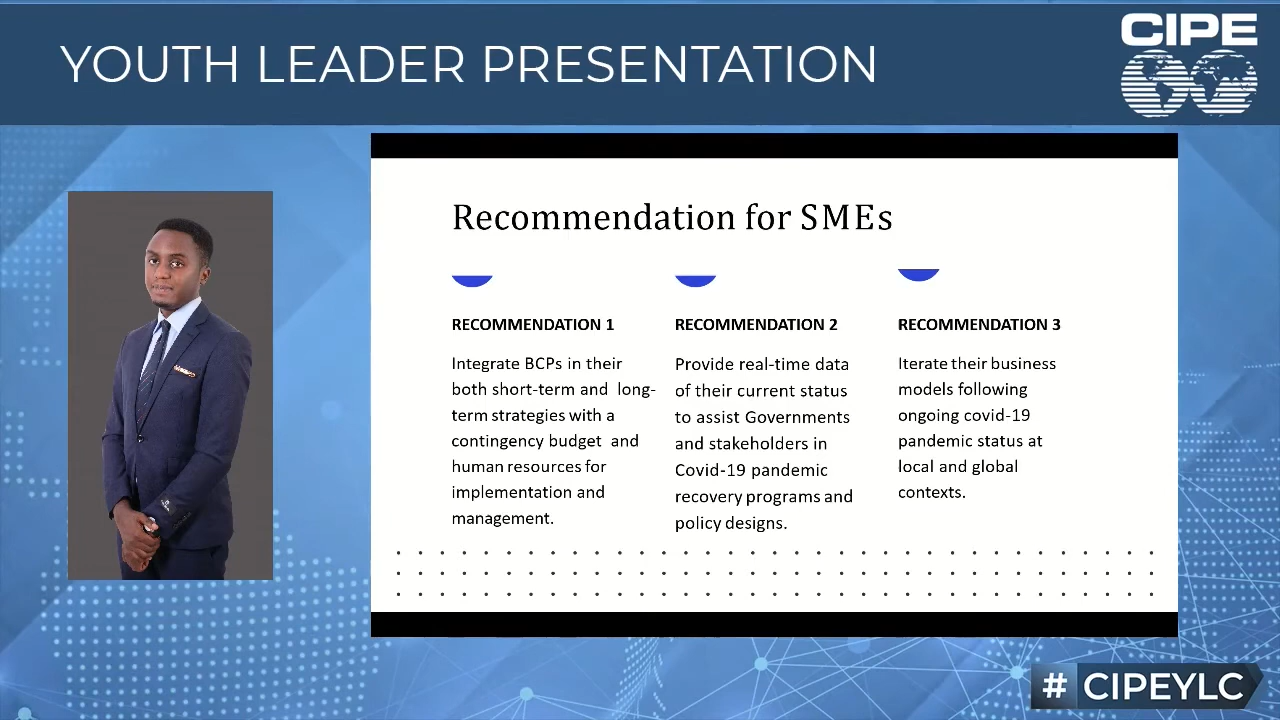 YOUTH LEADER PRESENTATION
CIPE
Recommendation for SMEs
RECOMMENDATION 1
Integrate BCPs in their
both short-term and long-
term strategies with a
contingency budget and
human resources for
implementation and
management.
RECOMMENDATION 2
Provide real-time data
of their current status
to assist Governments
and stakeholders in
Covid-19 pandemic
recovery programs and
policy designs.
RECOMMENDATION 3
Iterate their business
models following
ongoing covid-19
pandemic status at
local and global
contexts.
# CIPEYLC